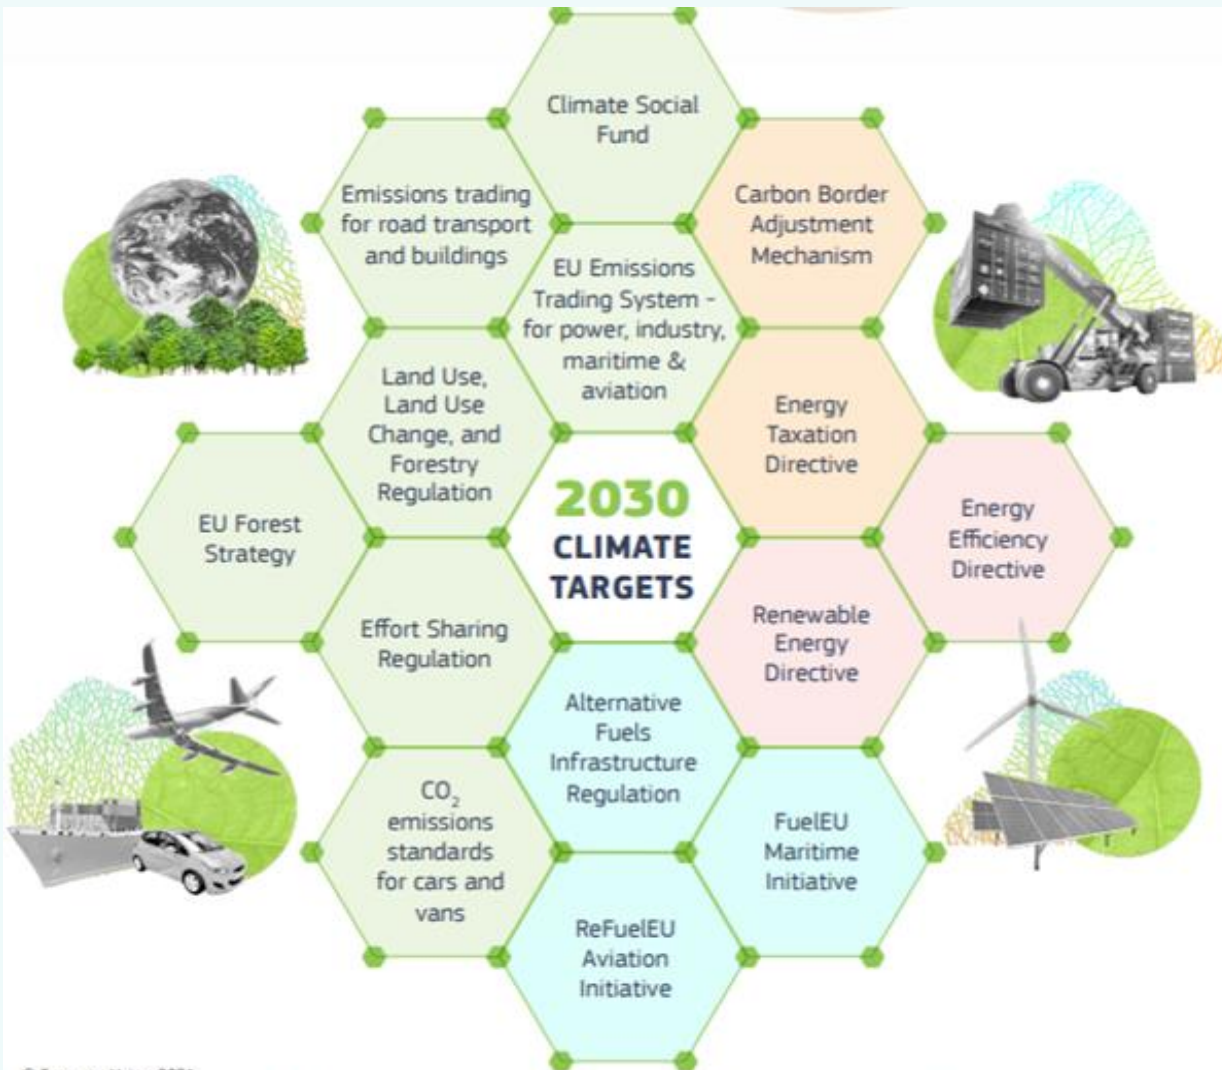 Climate Social
Fund
Emissions trading
for road transport
and buildings
Carbon Border
Adjustment
Mechanism
EU Emissions
Trading System -
for power, industry,
maritime &
aviation
Land Use,
Land Use
Change, and
Forestry
Regulation
Energy
Taxation
Directive
EU Forest
Strategy
2030
CLIMATE
TARGETS
Energy
Efficiency
Directive
Effort Sharing
Regulation
Renewable
Energy
Directive
Alternative
Fuels
Infrastructure
Regulation
CO₂
emissions
standards
for cars and
vans
FuelEU
Maritime
Initiative
ReFuelEU
Aviation
Initiative